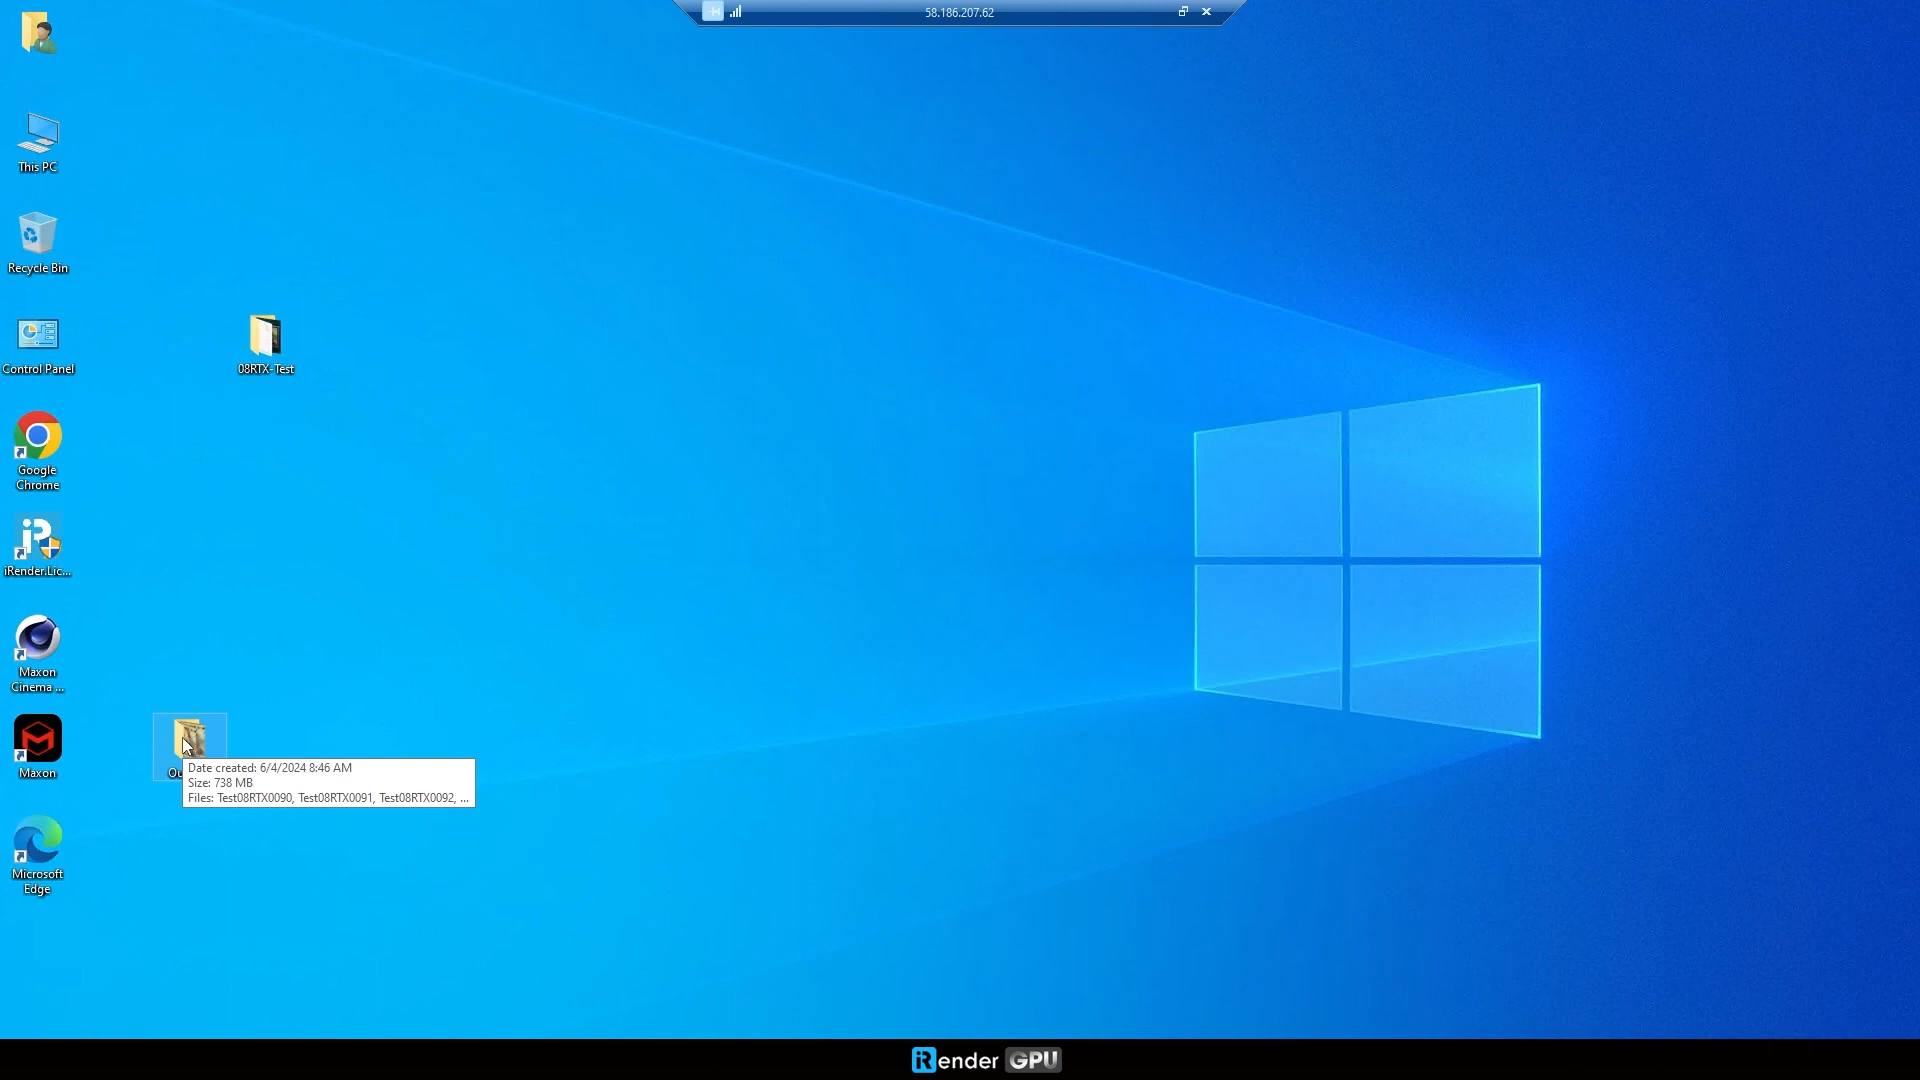 58.186.207.62
This PC
Recycle Bin
Control Panel
08RTX-Test
Google
Chrome
iRender.Lic...
Maxon
Cinema ...
Maxon
Date created: 6/4/2024 8:46 AM
Size: 738 MB
Files: Test08RTX0090, Test08RTX0091, Test08RTX0092, ...
Microsoft
Edge
iRender GPU